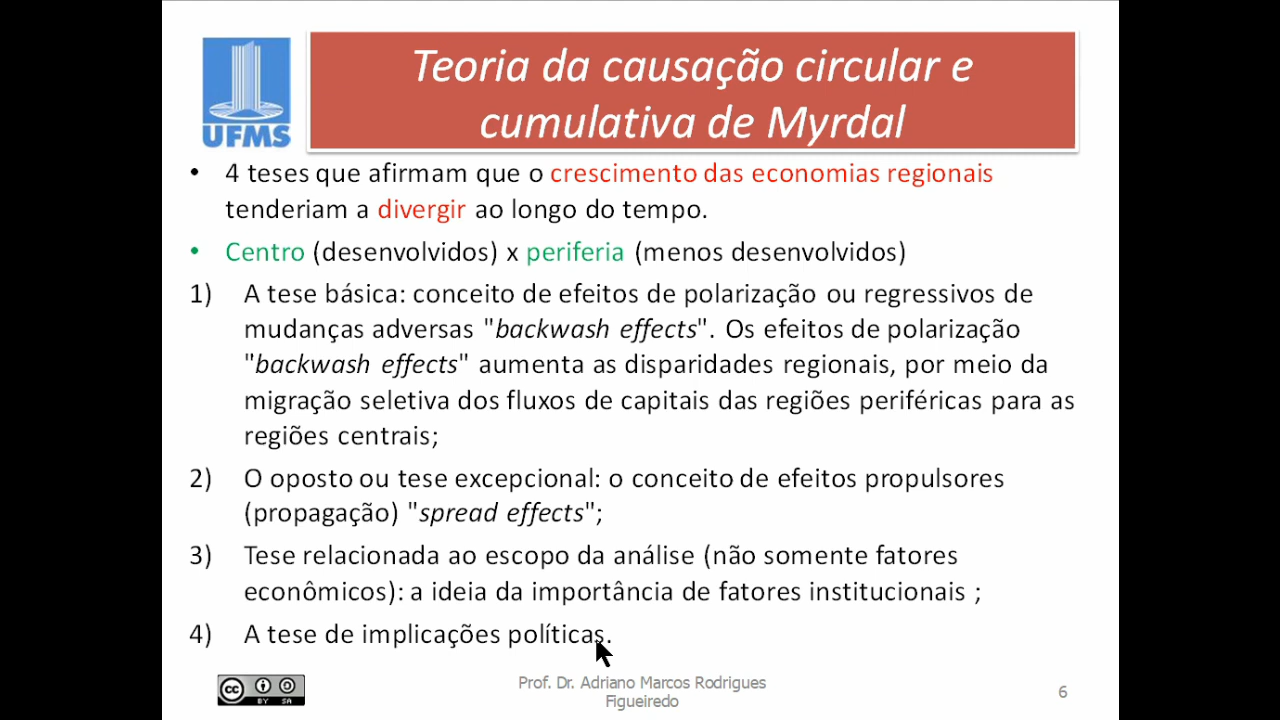 UFMS
Teoria da causação circular e
cumulativa de Myrdal
• 4 teses que afirmam que o crescimento das economias regionais
tenderiam a divergir ao longo do tempo.
• Centro (desenvolvidos) x periferia (menos desenvolvidos)
1) A tese básica: conceito de efeitos de polarização ou regressivos de
mudanças adversas "backwash effects". Os efeitos de polarização
"backwash effects" aumenta as disparidades regionais, por meio da
migração seletiva dos fluxos de capitais das regiões periféricas para as
regiões centrais;
2) O oposto ou tese excepcional: o conceito de efeitos propulsores
(propagação) "spread effects";
3) Tese relacionada ao escopo da análise (não somente fatores
econômicos): a ideia da importância de fatores institucionais ;
4) A tese de implicações políticas.
cc BY SA
Prof. Dr. Adriano Marcos Rodrigues
Figueiredo
6